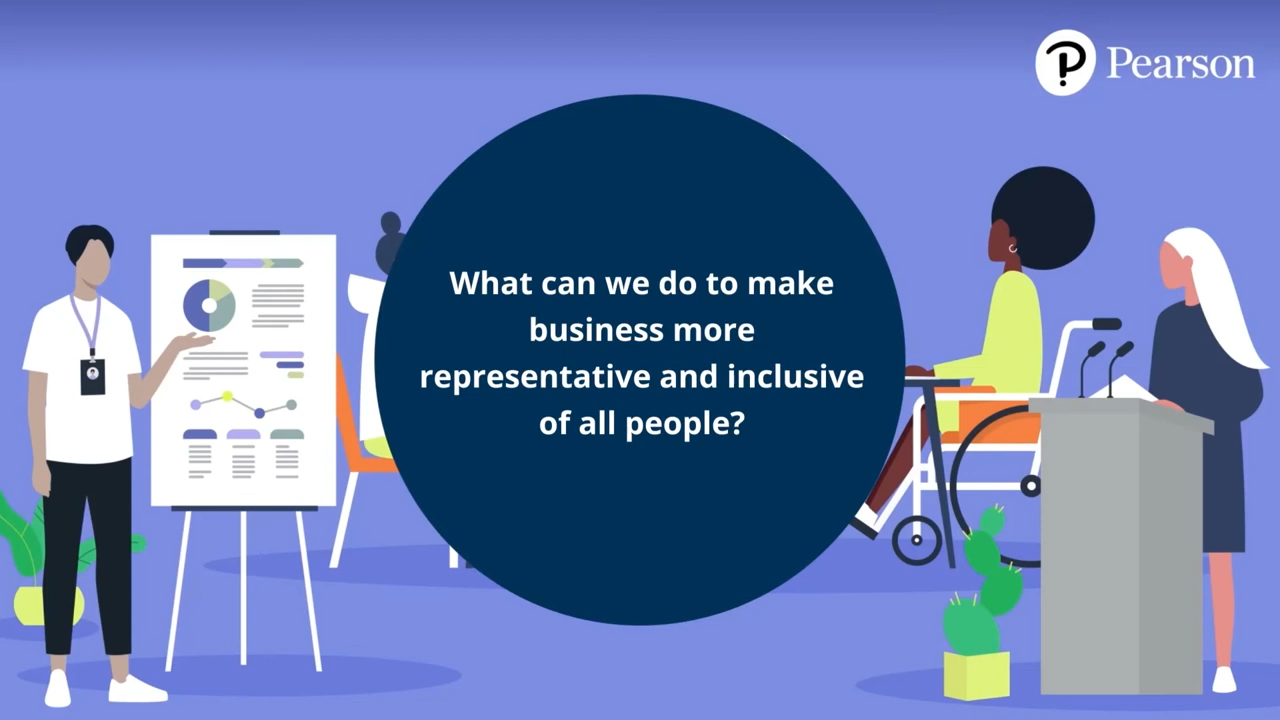 Pearson
What can we do to make
business more
representative and inclusive
of all people?